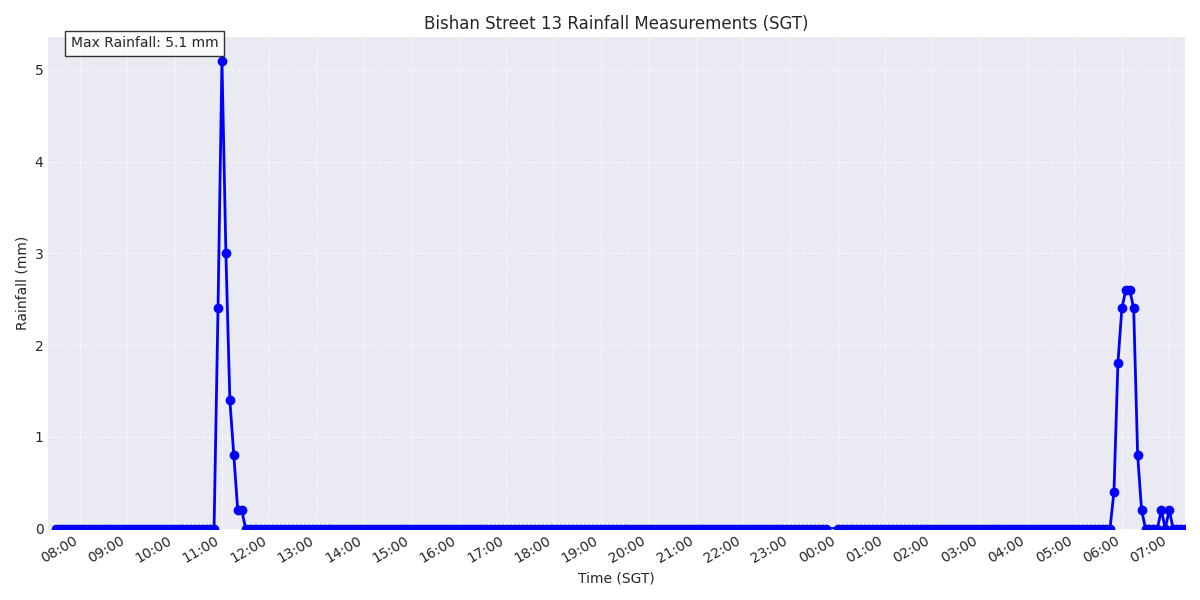 Bishan Street 13 Rainfall Measurements (SGT)
Max Rainfall: 5.1 mm
Rainfall (mm)
5
4
3
2
1
0
08:00 09:00 10:00 11:00 12:00 13:00 14:00 15:00 16:00 17:00 18:00 19:00 20:00 21:00 22:00 23:00 00:00 01:00 02:00 03:00 04:00 05:00 06:00 07:00
Time (SGT)